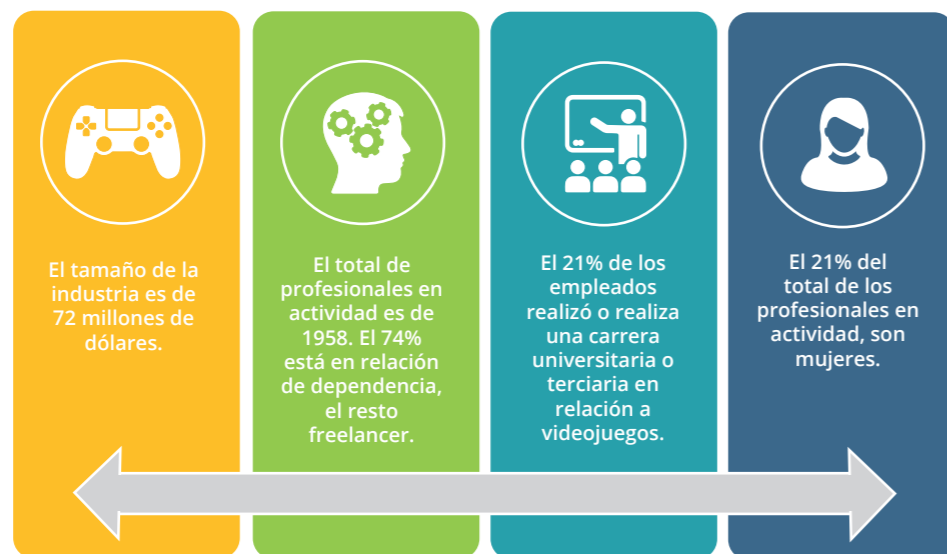 El tamaño de la
industria es de
72 millones de
dólares.
El total de
profesionales en
actividad es de
1958. El 74%
está en relación
de dependencia,
el resto
freelancer.
El 21% de los
empleados
realizó o realiza
una carrera
universitaria o
terciaria en
relación a
videojuegos.
El 21% del
total de los
profesionales en
actividad, son
mujeres.